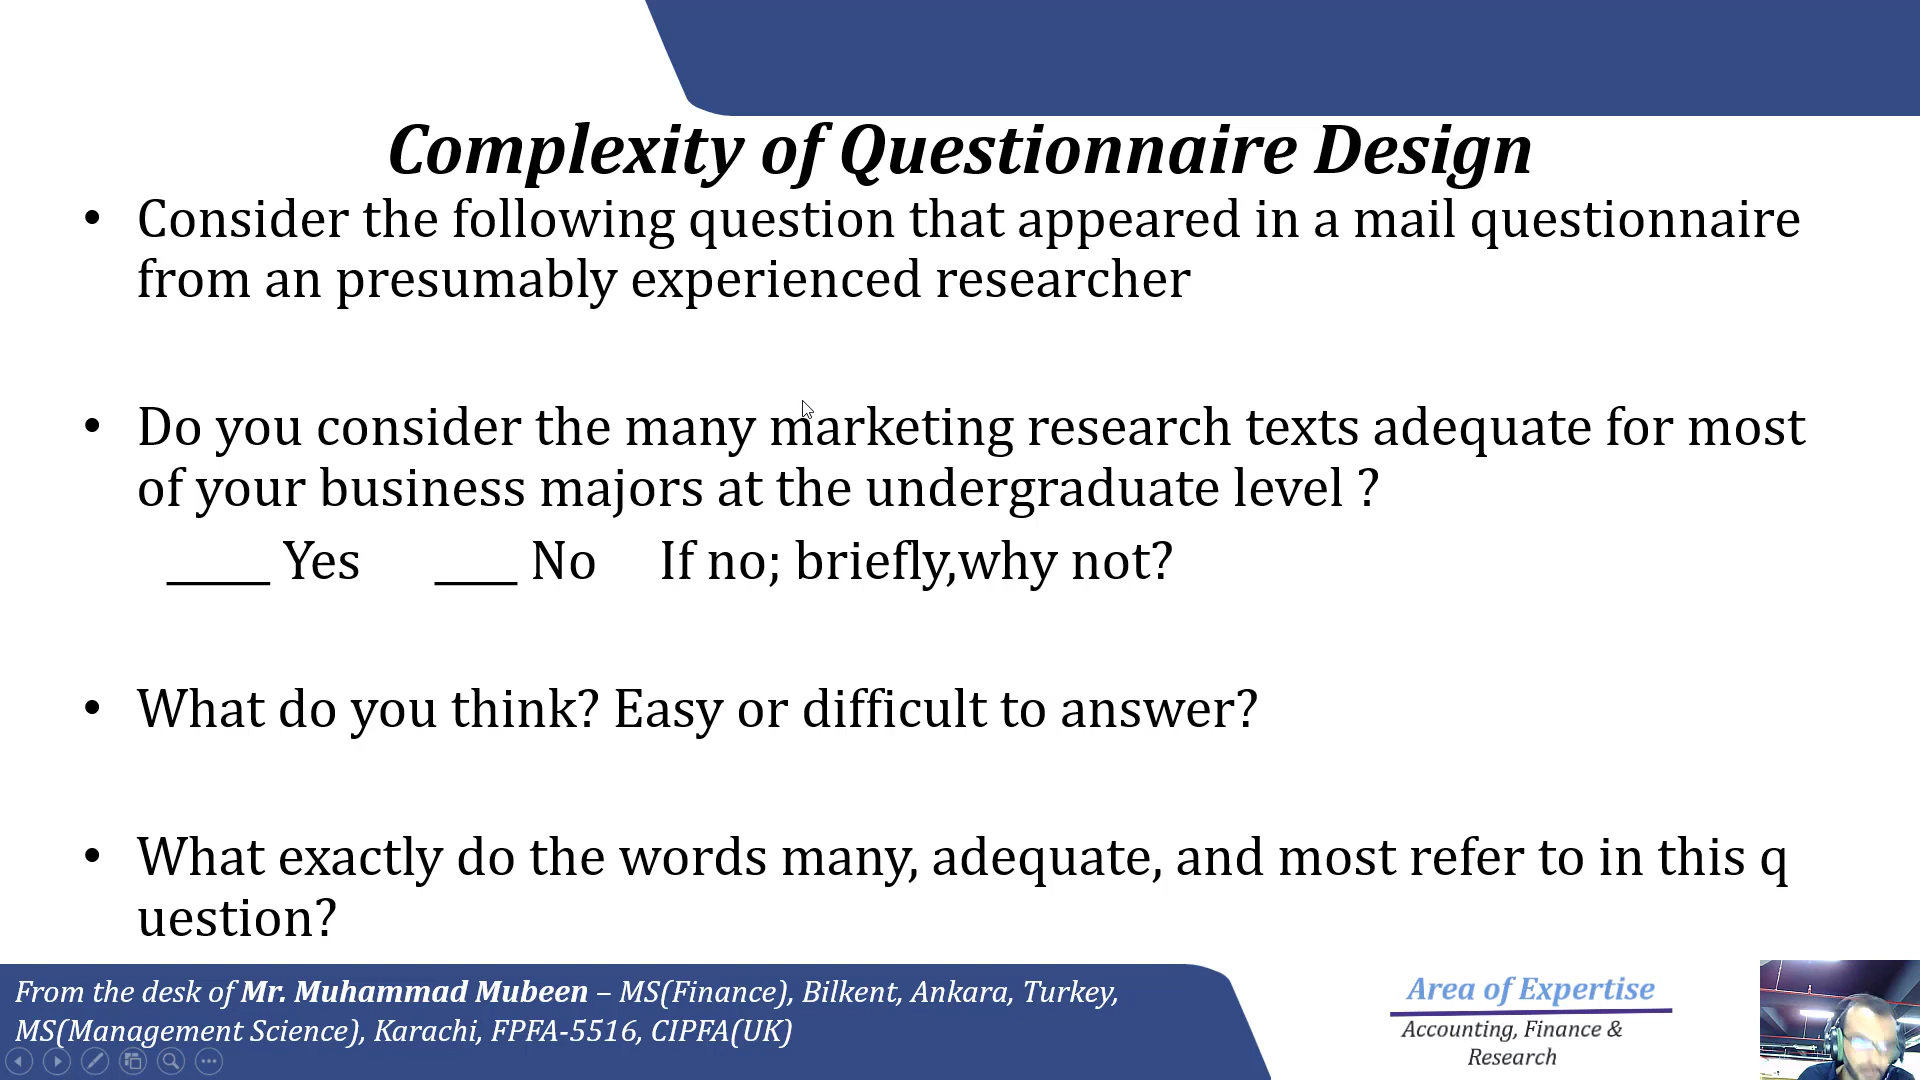 Complexity of Questionnaire Design
• Consider the following question that appeared in a mail questionnaire
from an presumably experienced researcher
• Do you consider the many marketing research texts adequate for most
of your business majors at the undergraduate level ?
_____ Yes ____ No If no; briefly,why not?
• What do you think? Easy or difficult to answer?
• What exactly do the words many, adequate, and most refer to in this q
uestion?
From the desk of Mr. Muhammad Mubeen – MS(Finance), Bilkent, Ankara, Turkey,
MS(Management Science), Karachi, FPFA-5516, CIPFA(UK)
Area of Expertise
Accounting, Finance &
Research